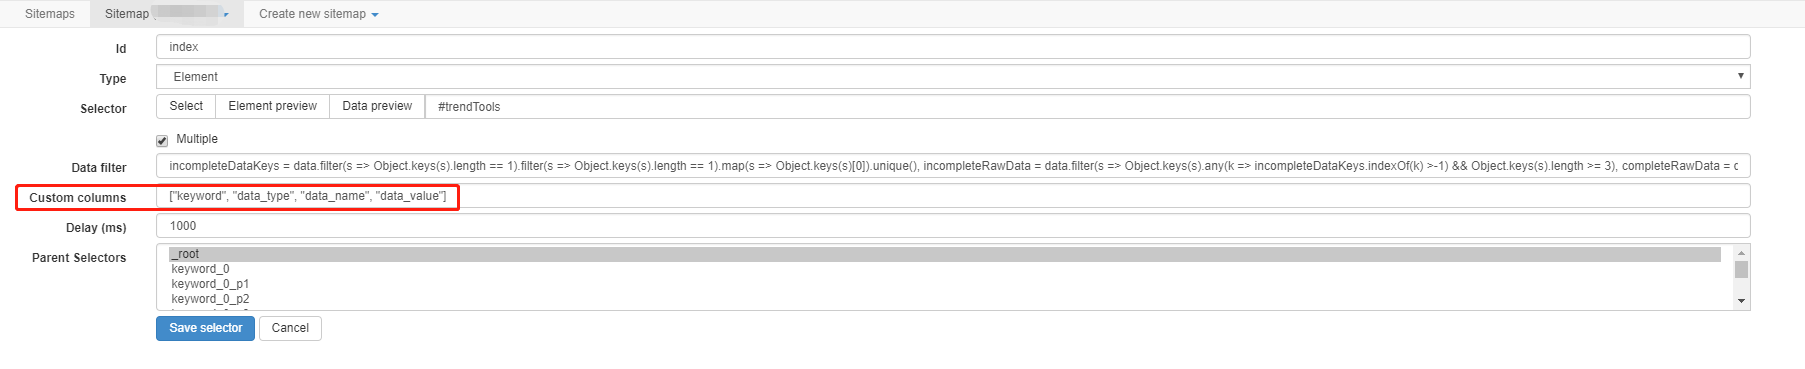 Sitemaps Sitemap Create new sitemap
Id index
Type Element
Selector Select Element preview Data preview #trendTools
Multiple
Data filter incompleteDataKeys = data.filter(s => Object.keys(s).length == 1).filter(s => Object.keys(s).length == 1).map(s => Object.keys(s)[0]).unique(), incompleteRawData = data.filter(s => Object.keys(s).any(k => incompleteDataKeys.indexOf(k) >-1) && Object.keys(s).length >= 3), completeRawData =
Custom columns ["keyword", "data_type", "data_name", "data_value"]
Delay (ms) 1000
Parent Selectors _root
keyword_0
keyword_0_p1
keyword_0_p2
Save selector Cancel